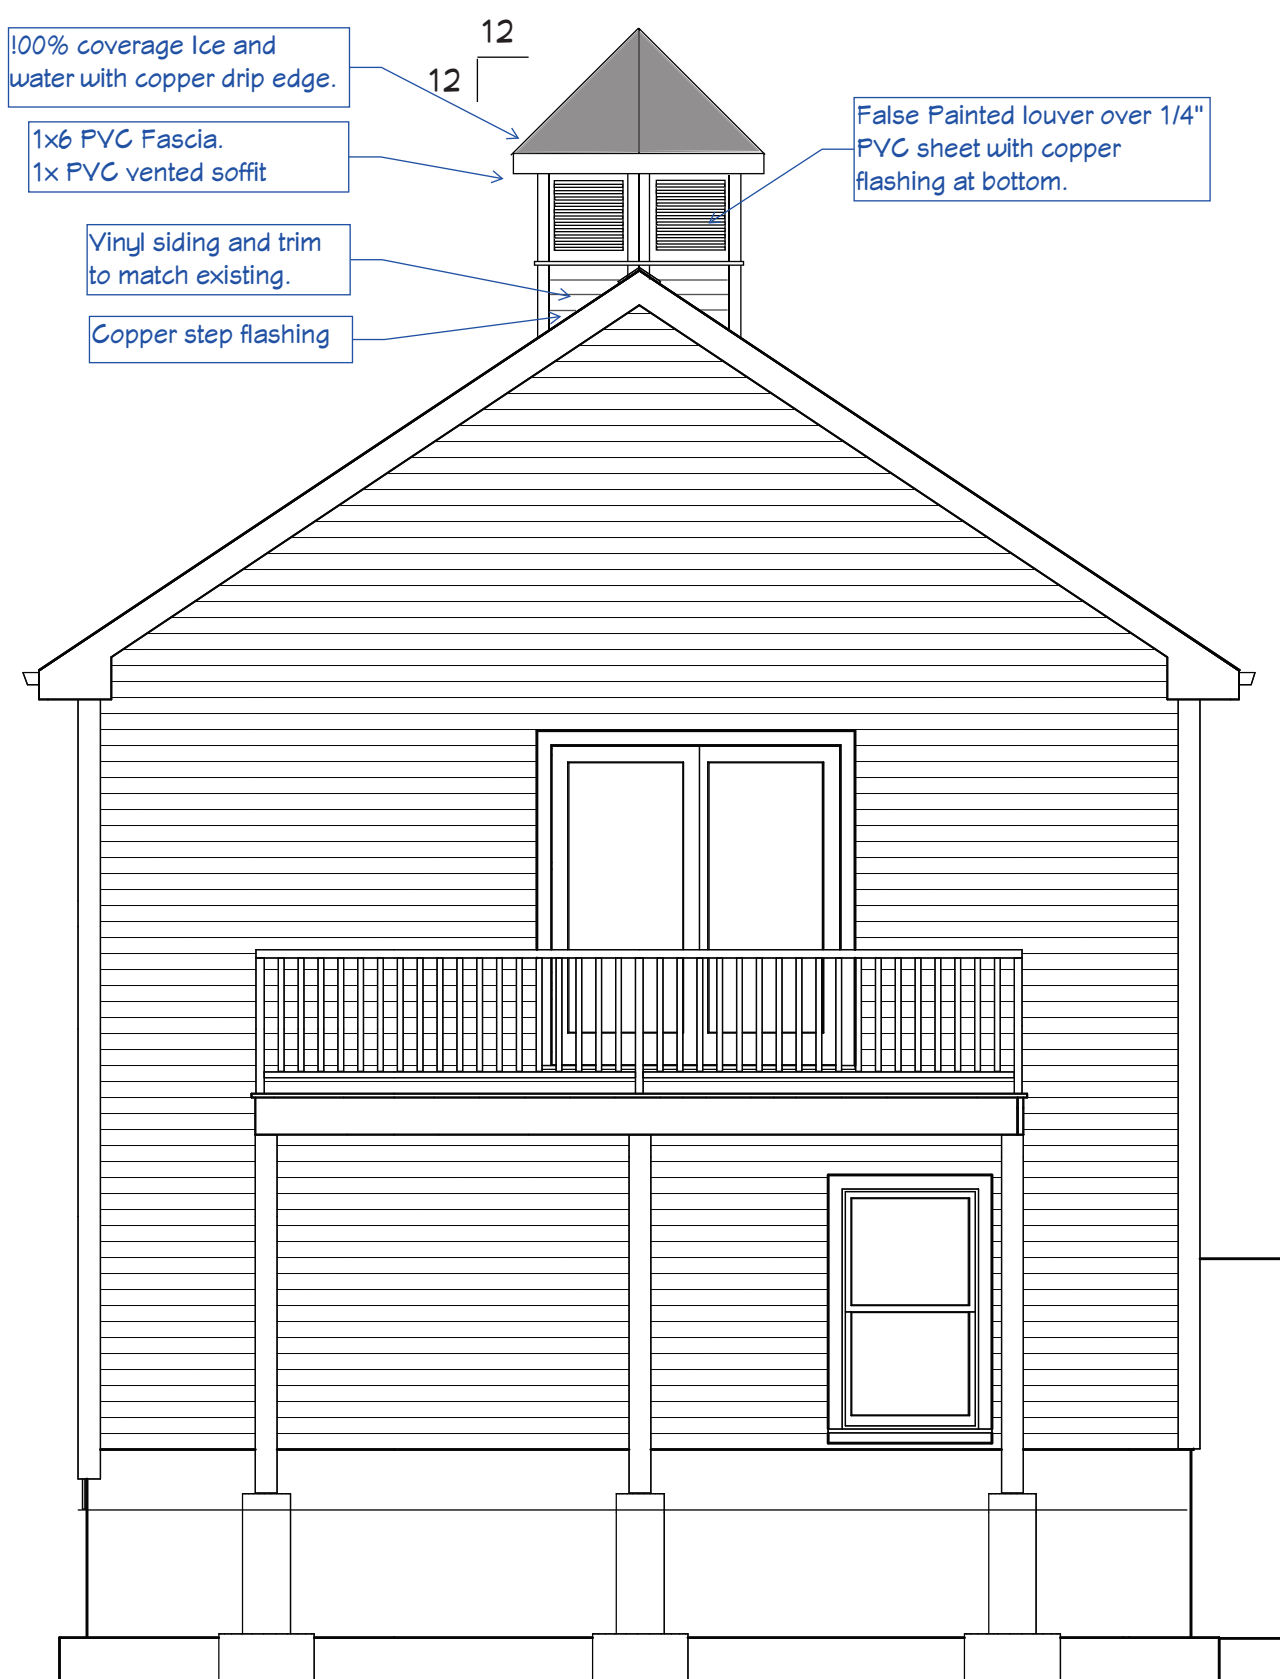 !00% coverage Ice and
water with copper drip edge.
12
12
1x6 PVC Fascia.
1x PVC vented soffit
False Painted louver over 1/4"
PVC sheet with copper
flashing at bottom.
Vinyl siding and trim
to match existing.
Copper step flashing